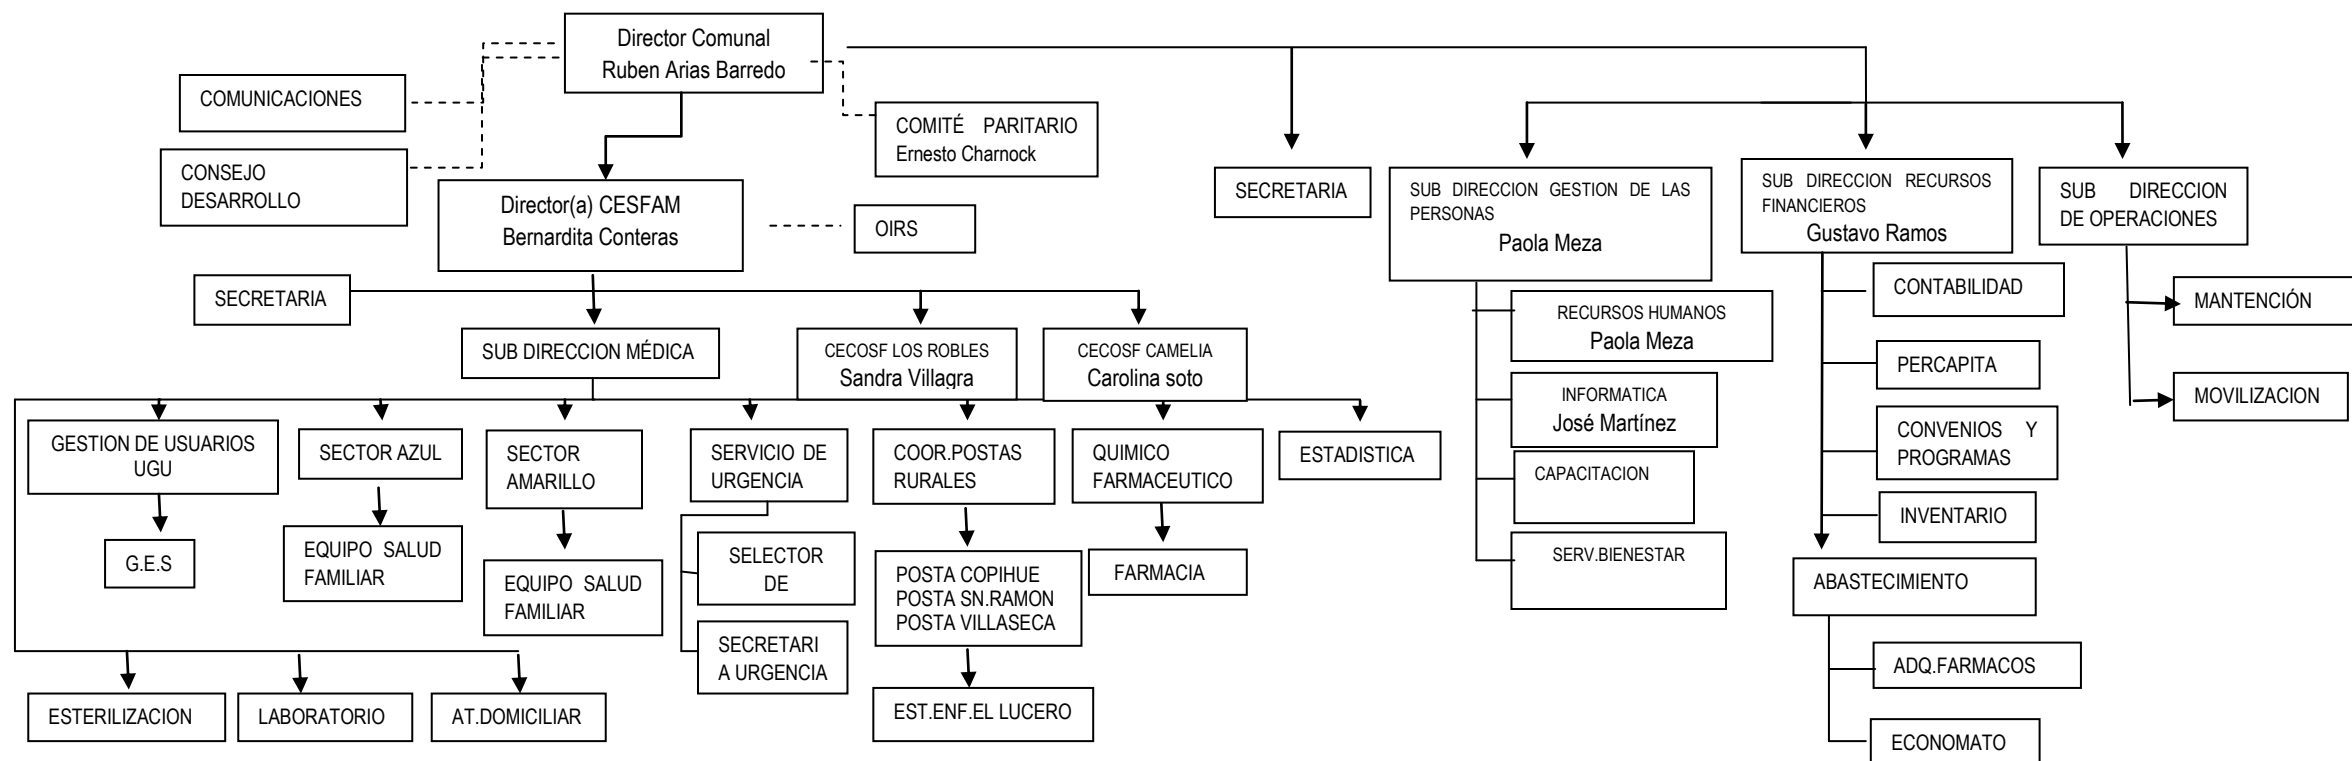 Director Comunal
Ruben Arias Barredo
COMUNICACIONES
COMITÉ PARITARIO
Ernesto Charnock
CONSEJO
DESARROLLO
Director(a) CESFAM
Bernardita Conteras
OIRS
SECRETARIA
SUB DIRECCION GESTION DE LAS
PERSONAS
Paola Meza
SUB DIRECCION RECURSOS
FINANCIEROS
Gustavo Ramos
SUB DIRECCION
DE OPERACIONES
SECRETARIA
SUB DIRECCION MÉDICA
CECOSF LOS ROBLES
Sandra Villagra
CECOSF CAMELIA
Carolina soto
RECURSOS HUMANOS
Paola Meza
INFORMATICA
José Martínez
CAPACITACION
SERV.BIENESTAR
CONTABILIDAD
PERCAPITA
CONVENIOS Y
PROGRAMAS
INVENTARIO
ABASTECIMIENTO
ADQ.FARMACOS
ECONOMATO
MANTENCIÓN
MOVILIZACION
GESTION DE USUARIOS
UGU
SECTOR AZUL
SECTOR
AMARILLO
SERVICIO DE
URGENCIA
COOR.POSTAS
RURALES
QUIMICO
FARMACEUTICO
ESTADISTICA
G.E.S
EQUIPO SALUD
FAMILIAR
EQUIPO SALUD
FAMILIAR
SELECTOR
DE
SECRETARI
A URGENCIA
POSTA COPIHUE
POSTA SN.RAMON
POSTA VILLASECA
FARMACIA
ESTERILIZACION
LABORATORIO
AT.DOMICILIAR
EST.ENF.EL LUCERO